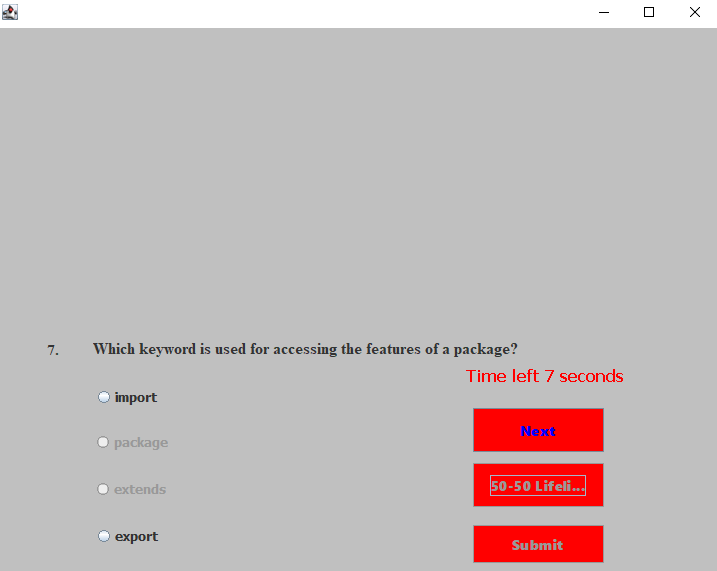 7. Which keyword is used for accessing the features of a package?
Time left 7 seconds
import
Next
package
50-50 Lifeli...
extends
export
Submit